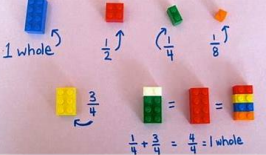 1 whole
1/2
1/4
1/8
3/4
= =
1/4 + 3/4 = 4/4 = 1 whole